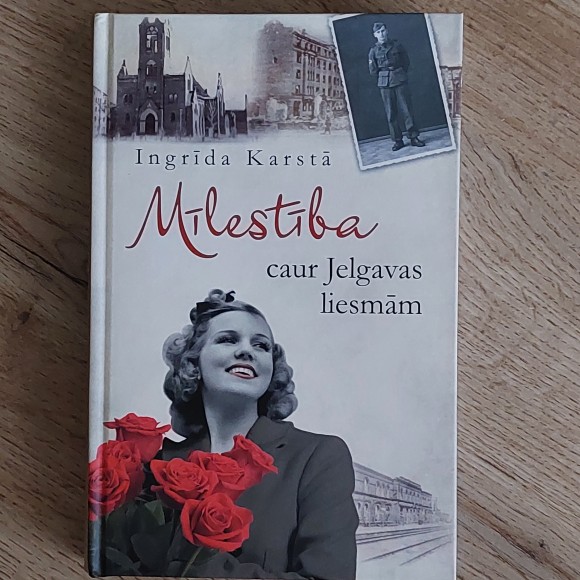 Ingrīda Karstā
Mīlestība
caur Jelgavas
liesmām